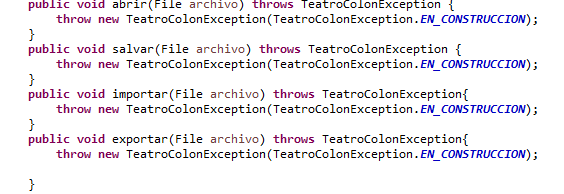 public void abrir(File archivo) throws TeatroColonException {
throw new TeatroColonException(TeatroColonException.EN_CONSTRUCCION);
}
public void salvar(File archivo) throws TeatroColonException {
throw new TeatroColonException(TeatroColonException.EN_CONSTRUCCION);
}
public void importar(File archivo) throws TeatroColonException{
throw new TeatroColonException(TeatroColonException.EN_CONSTRUCCION);
}
public void exportar(File archivo) throws TeatroColonException{
throw new TeatroColonException(TeatroColonException.EN_CONSTRUCCION);
}